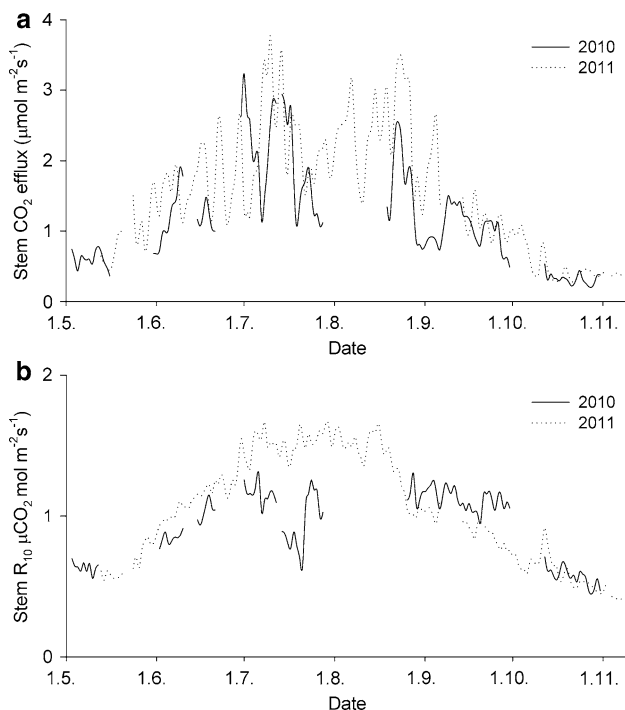 a
4
3
2
1
0
Stem CO2 efflux (µmol m-2s-1)
2010
2011
1.5. 1.6. 1.7. 1.8. 1.9. 1.10. 1.11.
Date
b
2
1
0
Stem R10 µCO2 mol m-2s-1)
2010
2011
1.5. 1.6. 1.7. 1.8. 1.9. 1.10. 1.11.
Date